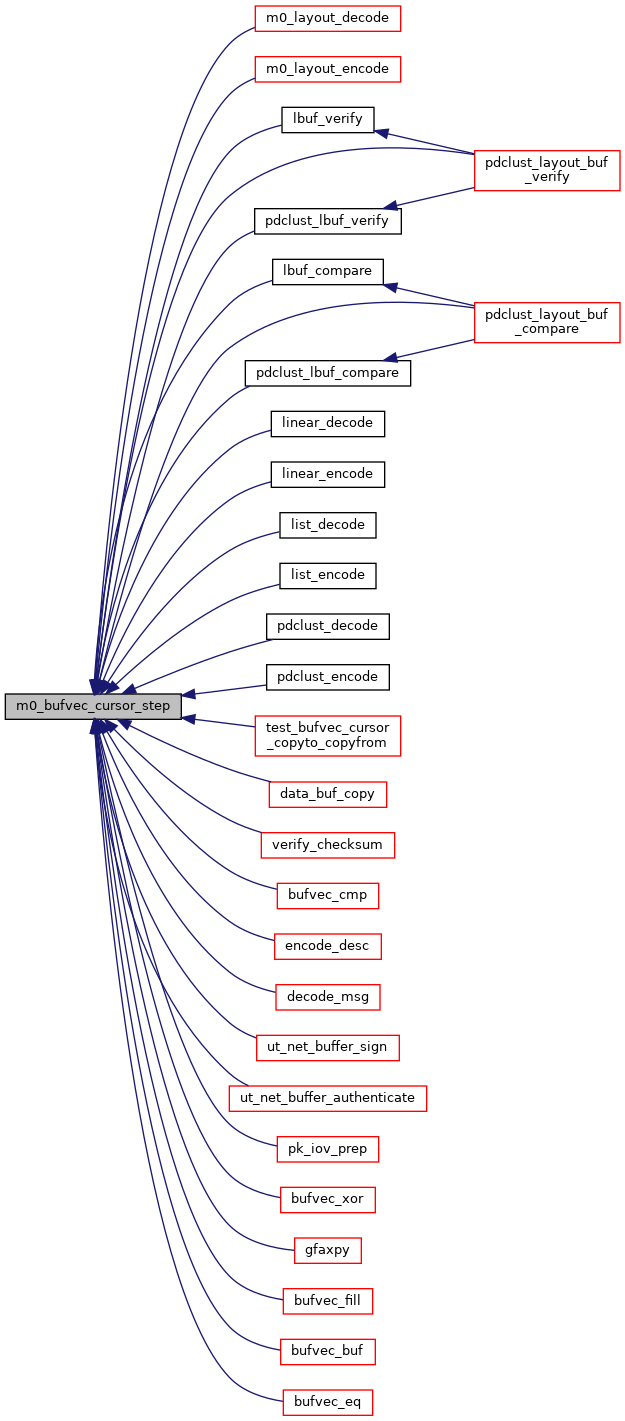 m0_layout_decode
m0_layout_encode
lbuf_verify
pdclust_layout_buf
_verify
pdclust_lbuf_verify
lbuf_compare
pdclust_layout_buf
_compare
pdclust_lbuf_compare
linear_decode
linear_encode
list_decode
list_encode
pdclust_decode
pdclust_encode
m0_bufvec_cursor_step
test_bufvec_cursor
_copyto_copyfrom
data_buf_copy
verify_checksum
bufvec_cmp
encode_desc
decode_msg
ut_net_buffer_sign
ut_net_buffer_authenticate
pk_iov_prep
bufvec_xor
gfaxpy
bufvec_fill
bufvec_buf
bufvec_eq